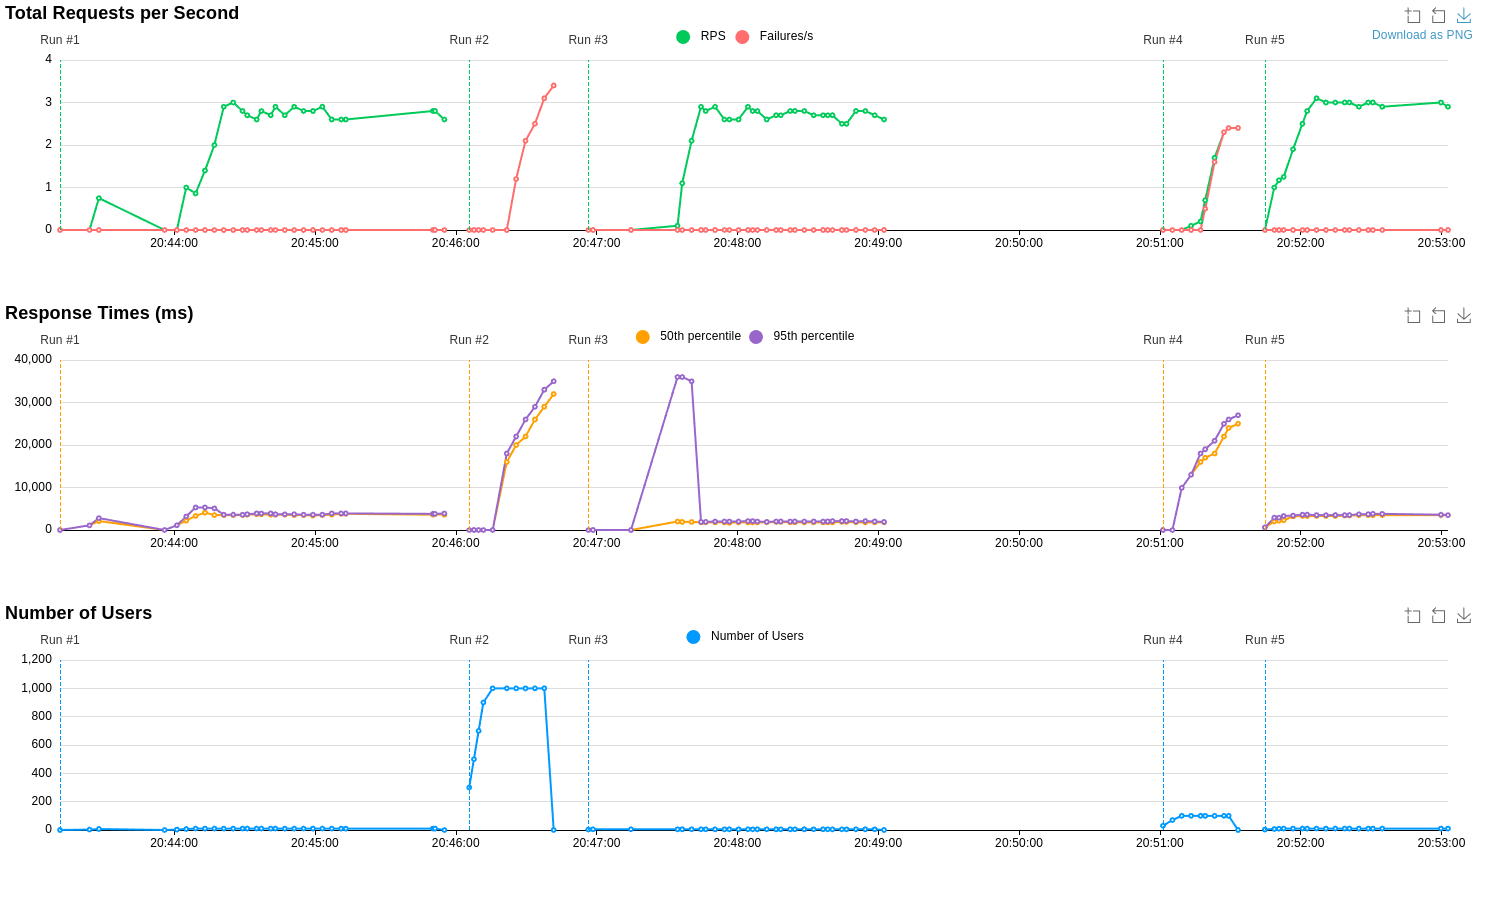 Total Requests per Second
Download as PNG
RPS Failures/s
Run #1 Run #2 Run #3 Run #4 Run #5
4
3
2
1
0
20:44:00 20:45:00 20:46:00 20:47:00 20:48:00 20:49:00 20:50:00 20:51:00 20:52:00 20:53:00
Response Times (ms)
50th percentile 95th percentile
Run #1 Run #2 Run #3 Run #4 Run #5
40,000
30,000
20,000
10,000
0
20:44:00 20:45:00 20:46:00 20:47:00 20:48:00 20:49:00 20:50:00 20:51:00 20:52:00 20:53:00
Number of Users
Number of Users
Run #1 Run #2 Run #3 Run #4 Run #5
1,200
1,000
800
600
400
200
0
20:44:00 20:45:00 20:46:00 20:47:00 20:48:00 20:49:00 20:50:00 20:51:00 20:52:00 20:53:00